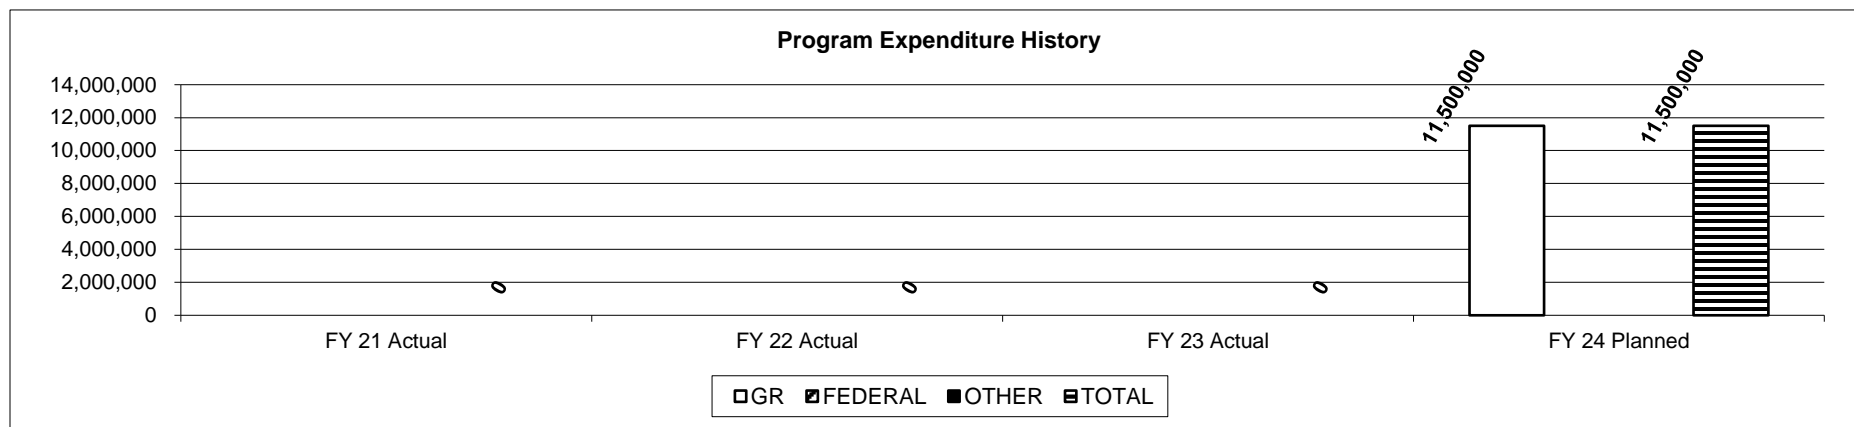 Program Expenditure History
14,000,000
12,000,000
10,000,000
8,000,000
6,000,000
4,000,000
2,000,000
0
0
0
0
11,500,000
11,500,000
FY 21 Actual
FY 22 Actual
FY 23 Actual
FY 24 Planned
GR FEDERAL OTHER TOTAL